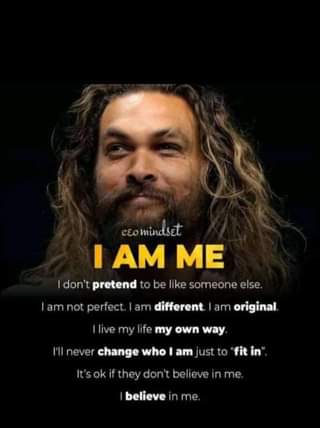 ceomindset
I AM ME
I don't pretend to be like someone else.
I am not perfect. I am different. I am original.
I live my life my own way.
I'll never change who I am just to "fit in".
It's ok if they don't believe in me.
I believe in me.